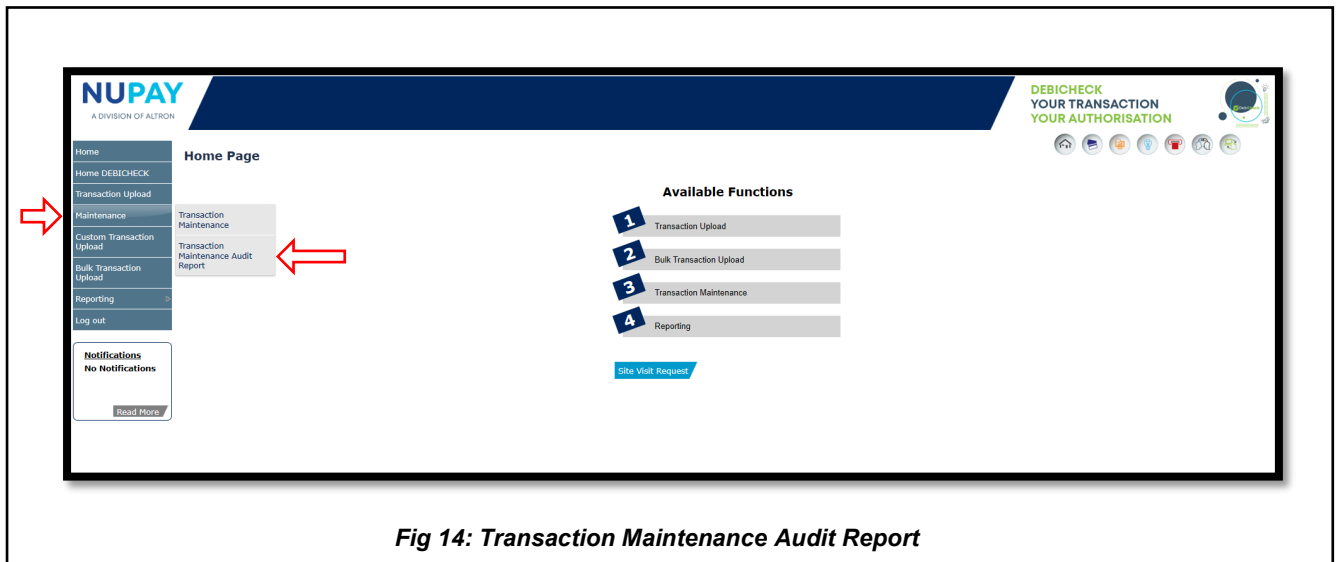 NUPAY
A DIVISION OF ALTRON
DEBICHECK
YOUR TRANSACTION
YOUR AUTHORISATION
Home
Home DEBICHECK
Transaction Upload
Maintenance
Custom Transaction
Upload
Bulk Transaction
Upload
Reporting
Log out
Notifications
No Notifications
Read More
Home Page
Transaction
Maintenance
Transaction
Maintenance Audit
Report
Available Functions
1 Transaction Upload
2 Bulk Transaction Upload
3 Transaction Maintenance
4 Reporting
Site Visit Request
Fig 14: Transaction Maintenance Audit Report